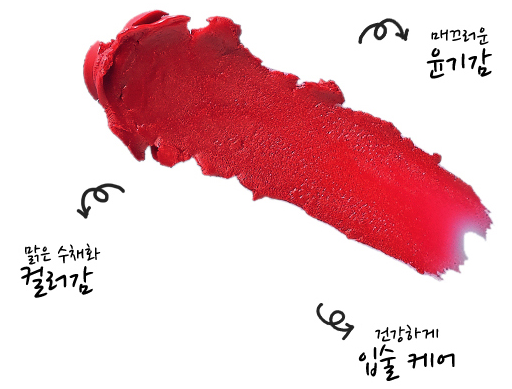 매끄러운
윤기감
맑은 수채화
컬러감
건강하게
입술 케어